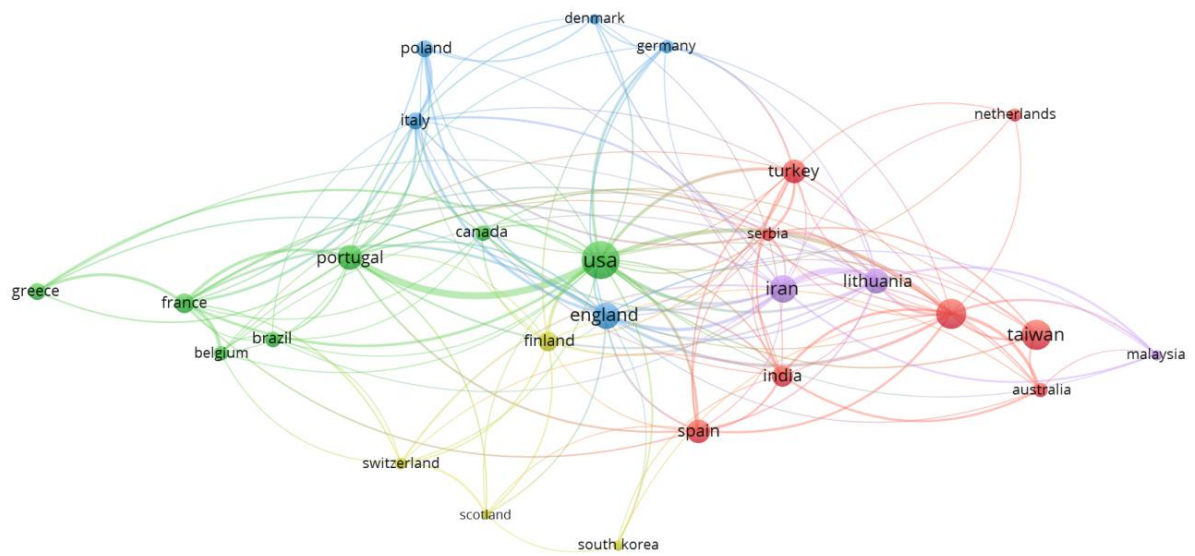 denmark
poland
germany
italy
netherlands
turkey
canada
serbia
portugal
usa
iran
lithuania
greece
france
england
brazil
finland
taiwan
belgium
malaysia
india
australia
spain
switzerland
scotland
south korea